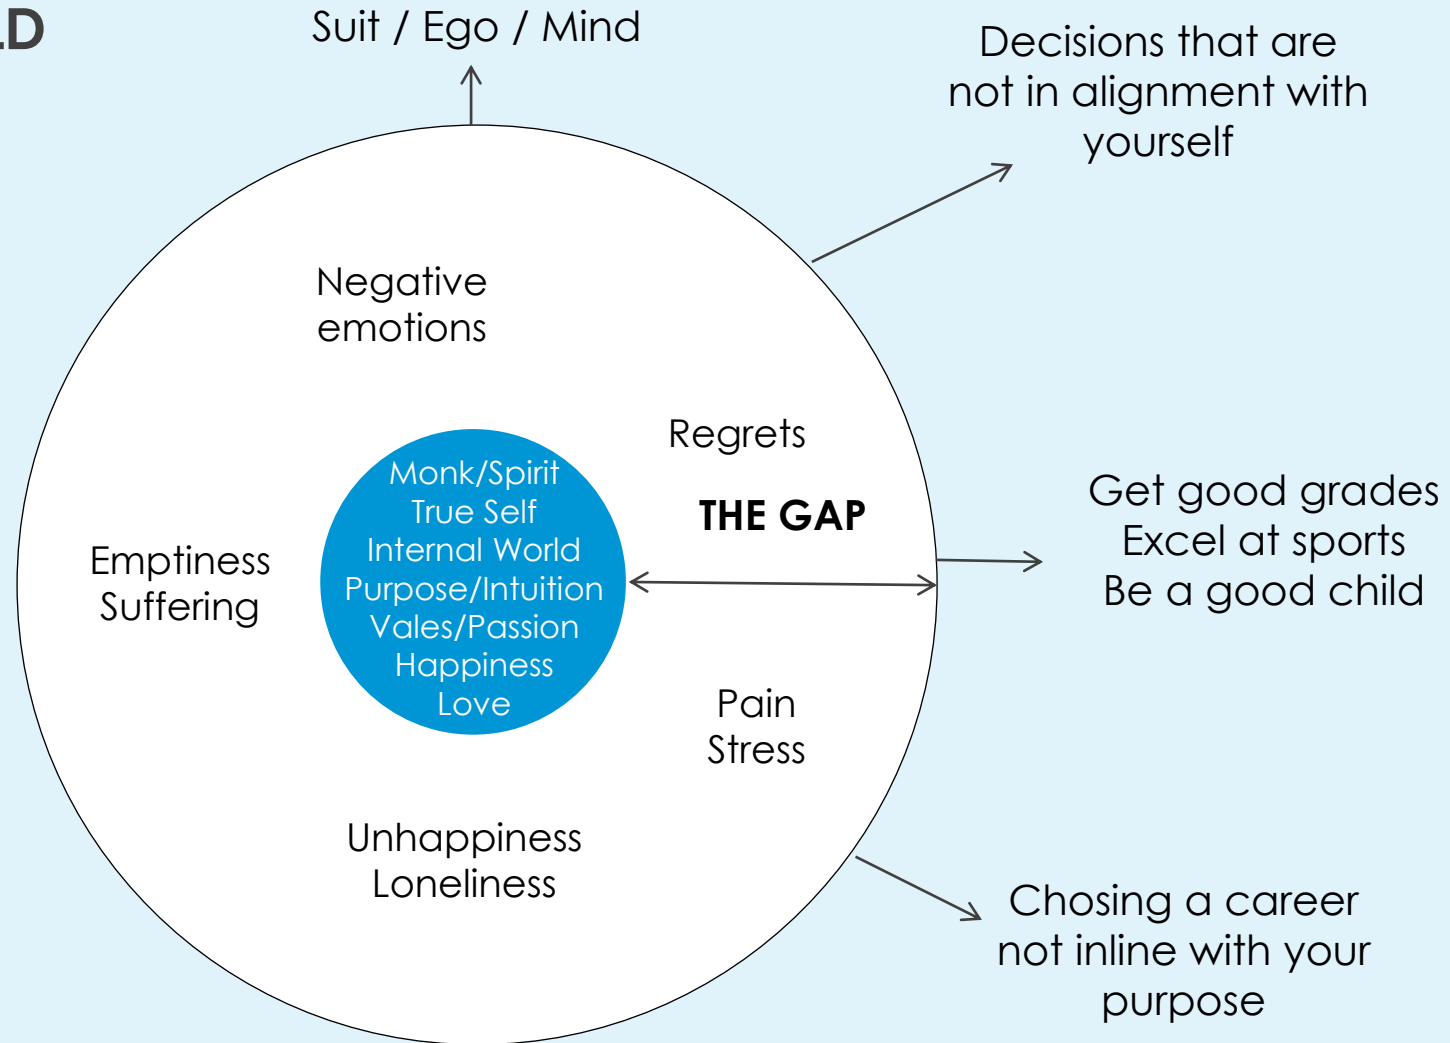 LD
Suit / Ego / Mind
Decisions that are
not in alignment with
yourself
Negative
emotions
Regrets
THE GAP
Monk/Spirit
True Self
Internal World
Purpose/Intuition
Vales/Passion
Happiness
Love
Emptiness
Suffering
Get good grades
Excel at sports
Be a good child
Pain
Stress
Unhappiness
Loneliness
Chosing a career
not inline with your
purpose